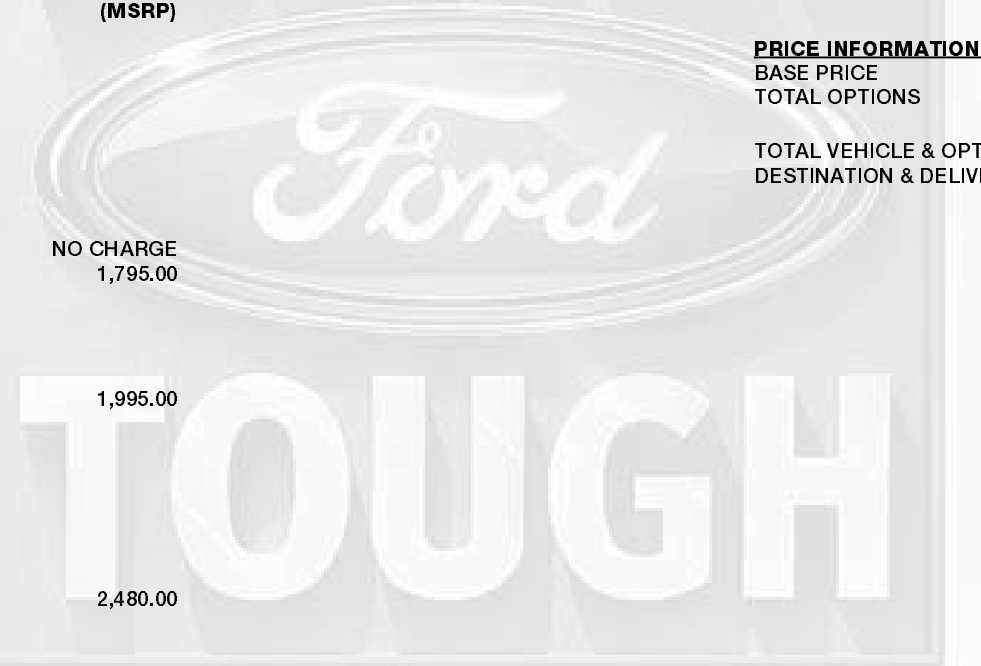 (MSRP)
PRICE INFORMATION
BASE PRICE
TOTAL OPTIONS
TOTAL VEHICLE & OPT
DESTINATION & DELIV
Ford
NO CHARGE
1,795.00
TOUGH
1,995.00
2,480.00